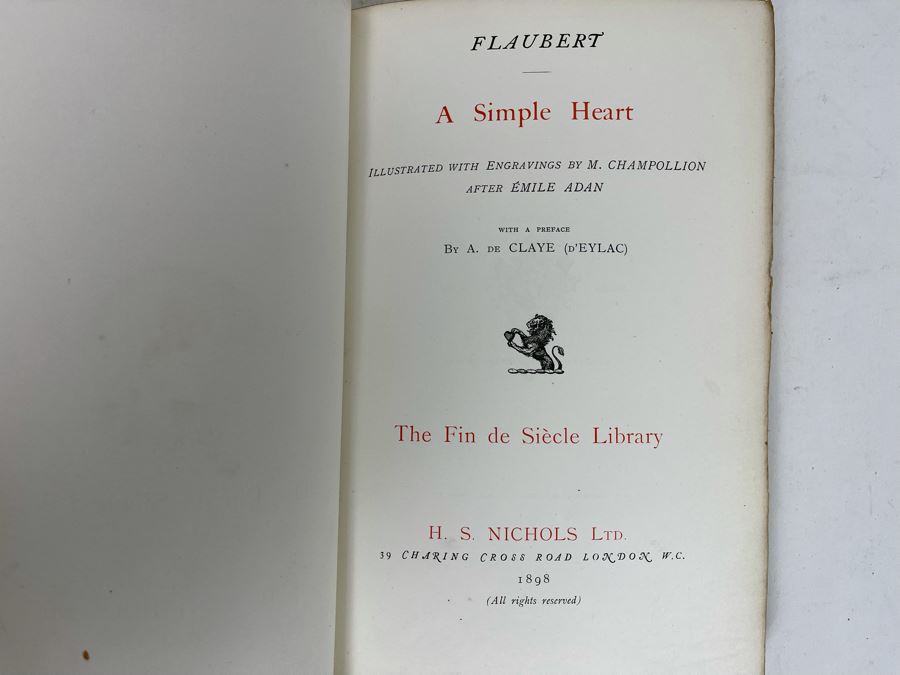 FLAUBERT
A Simple Heart
ILLUSTRATED WITH ENGRAVINGS BY M. CHAMPOLLION
AFTER ÉMILE ADAN
WITH A PREFACE
BY A. DE CLAYE (D'EYLAC)
The Fin de Siècle Library
H. S. NICHOLS LTD.
39 CHARING CROSS ROAD LONDON W.C.
1898
(All rights reserved)